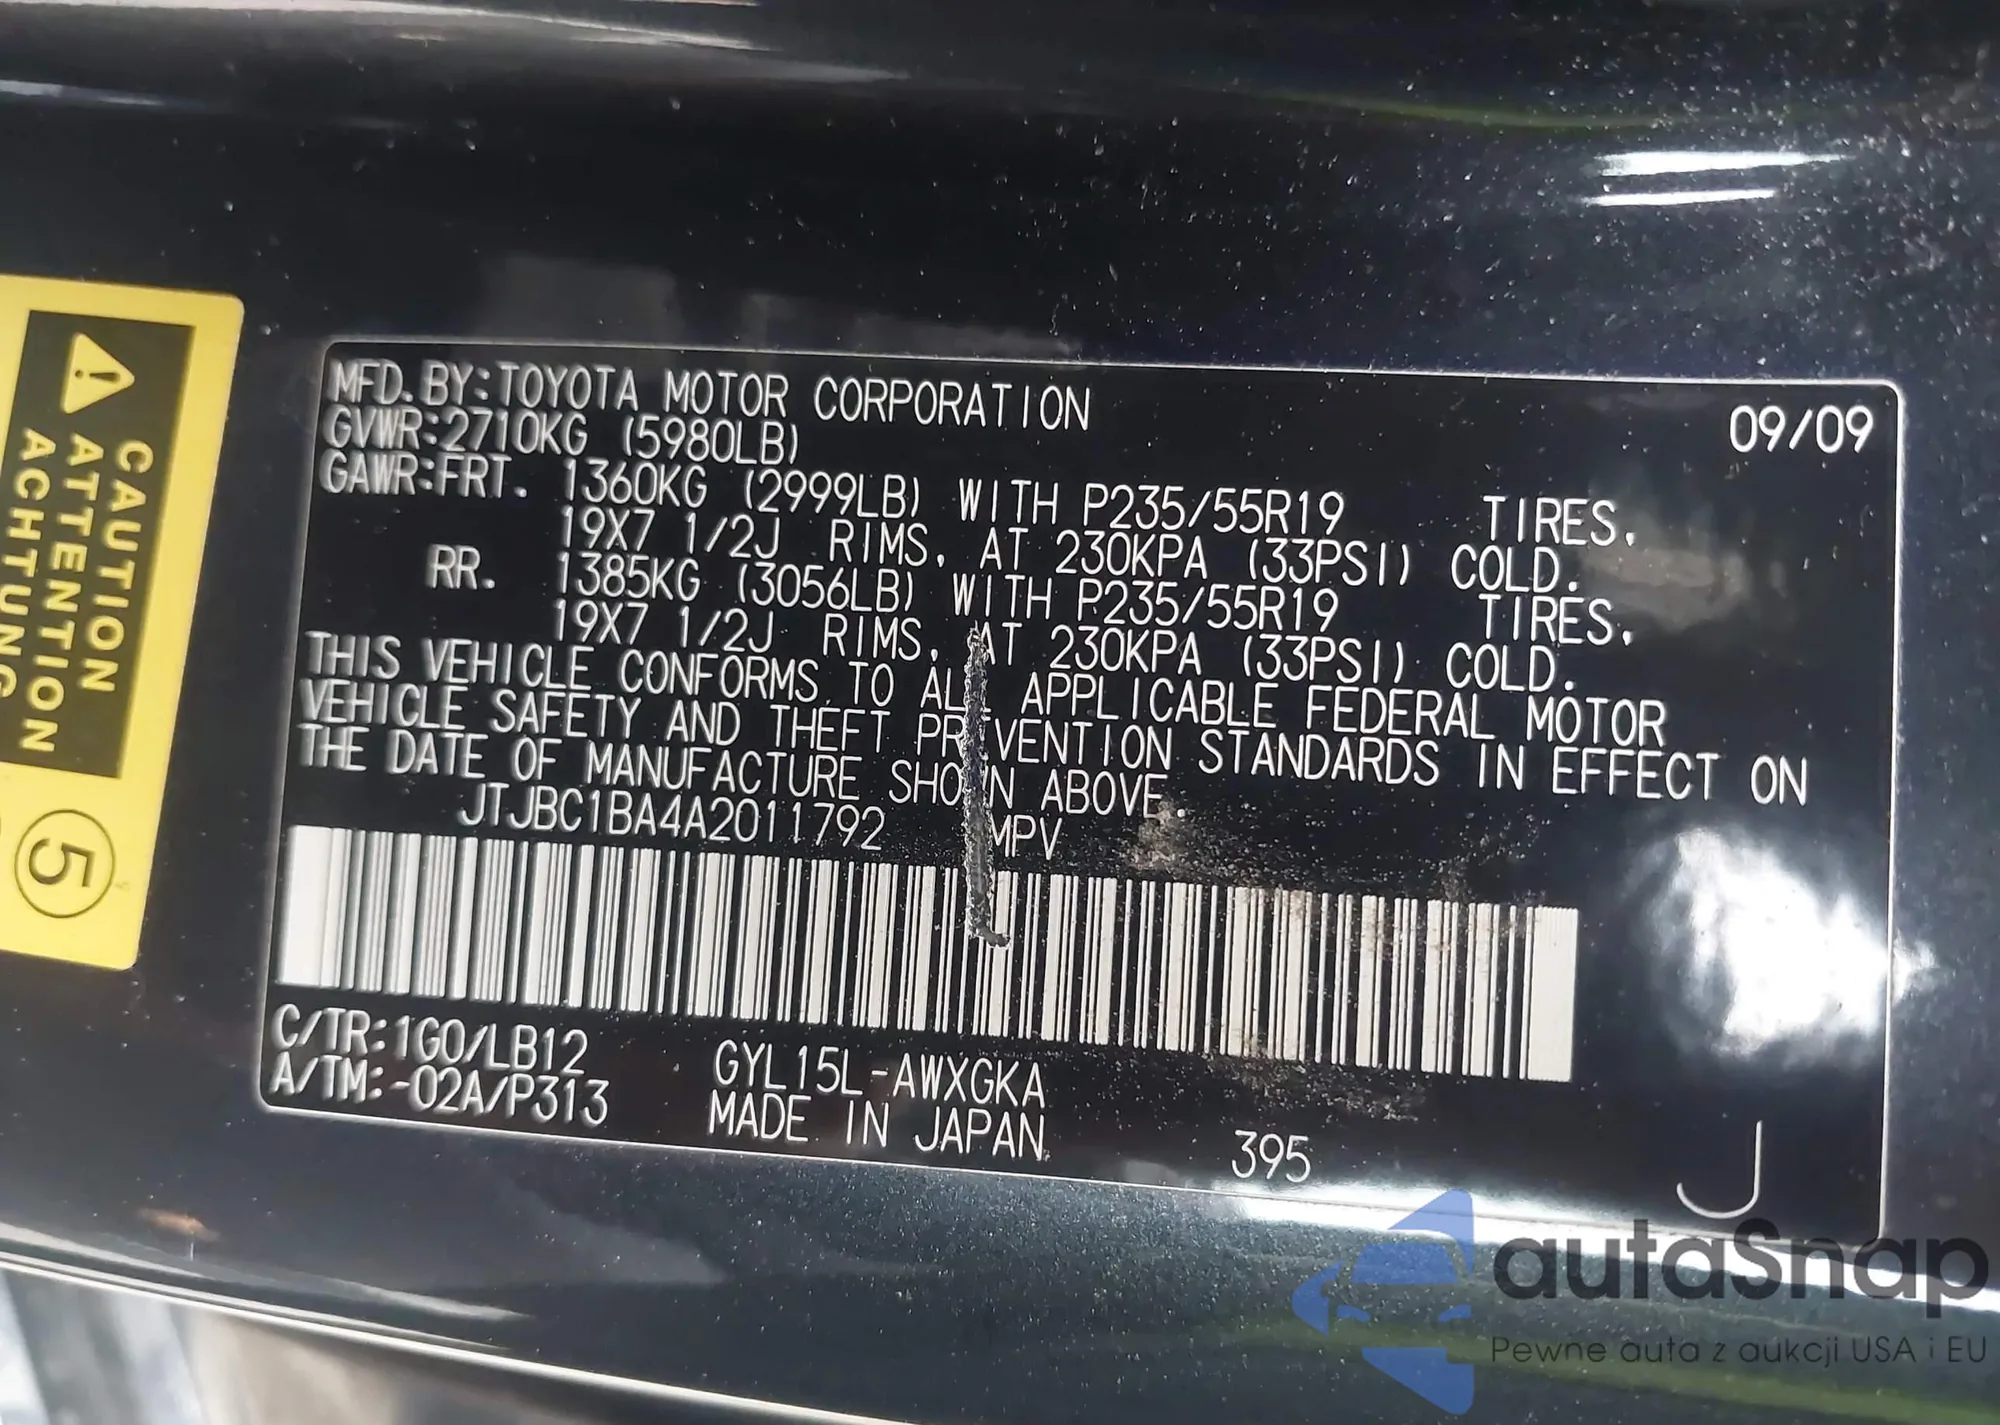 MFD. BY: TOYOTA MOTOR CORPORATION 09/09
GVWR: 2710KG (5980LB)
GAWR: FRT. 1360KG (2999LB) WITH P235/55R19 TIRES,
19X7 1/2J RIMS, AT 230KPA (33PSI) COLD.
RR. 1385KG (3056LB) WITH P235/55R19 TIRES,
19X7 1/2J RIMS, AT 230KPA (33PSI) COLD.
THIS VEHICLE CONFORMS TO ALL APPLICABLE FEDERAL MOTOR
VEHICLE SAFETY AND THEFT PREVENTION STANDARDS IN EFFECT ON
THE DATE OF MANUFACTURE SHOWN ABOVE.
JTJBC1BA4A2011792 MPV
C/TR: 1G0/LB12 GYL15L-AWXGKA
A/TM: -02A/P313 MADE IN JAPAN 395 J
CAUTION
ATTENTION
ACHTUNG
5
autaSnap
Pewne auta z aukcji USA i EU